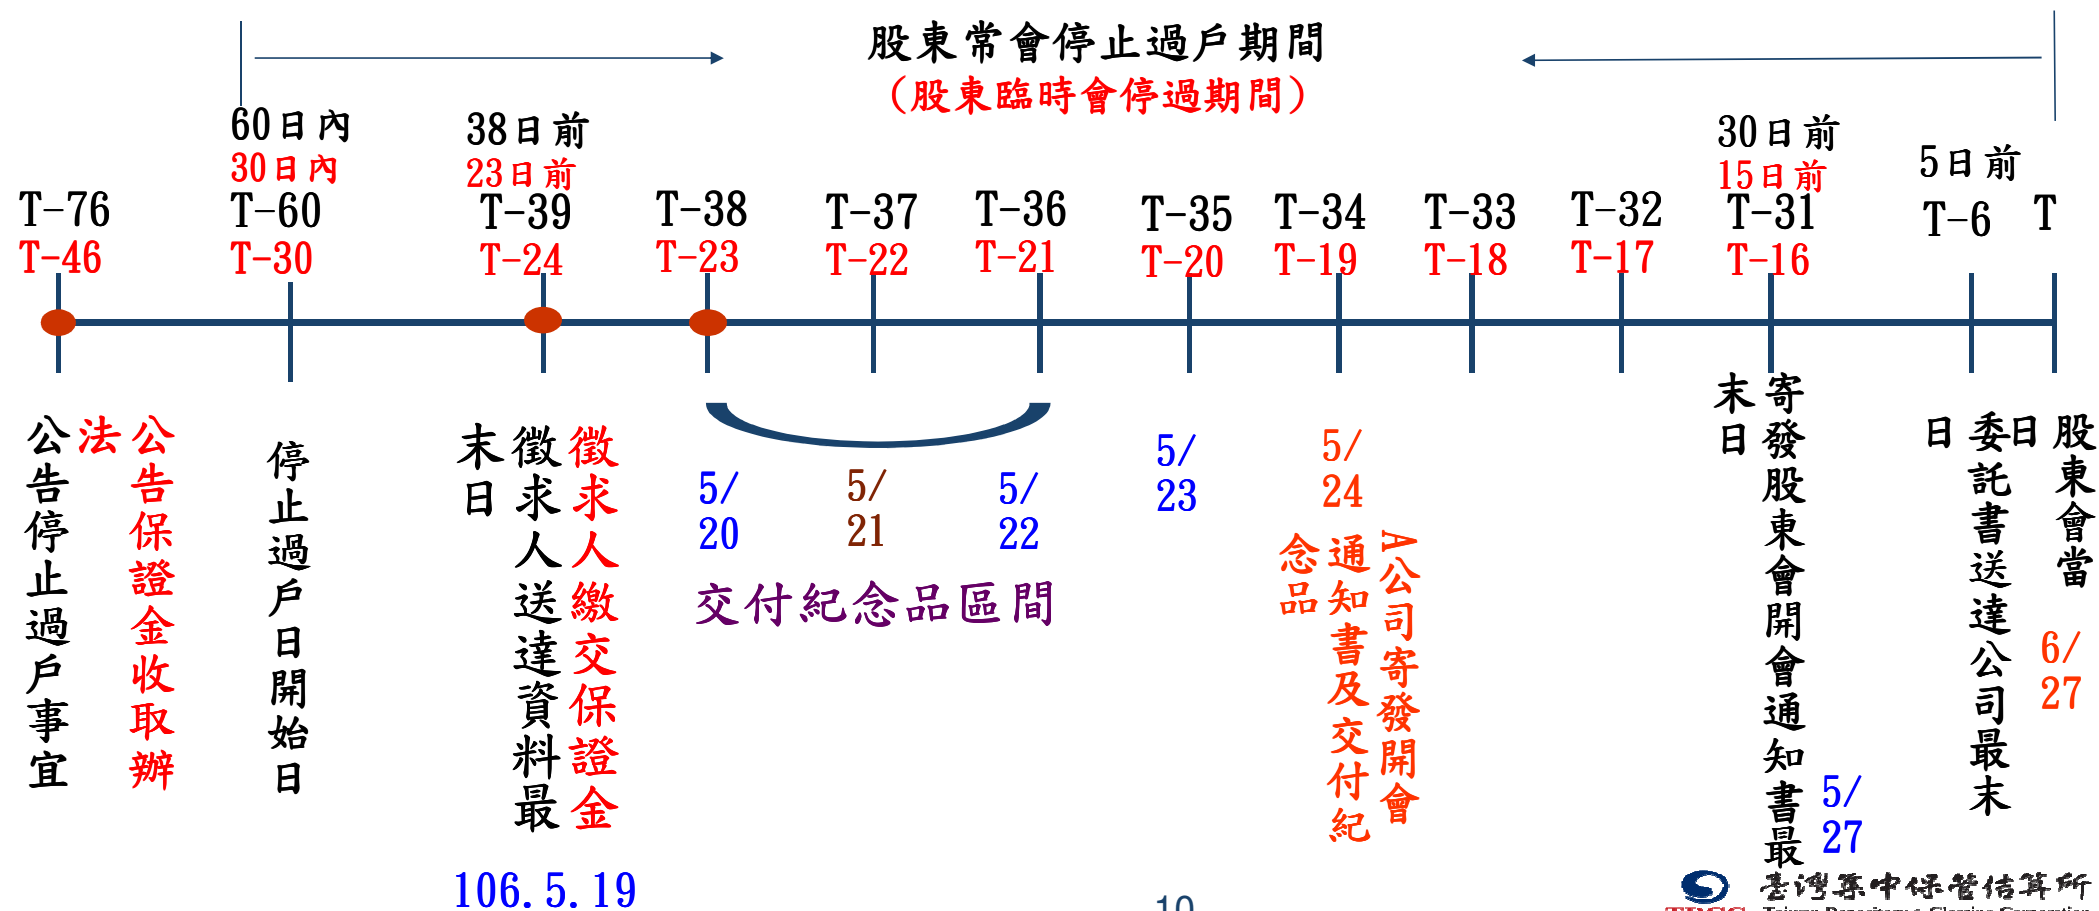 股東常會停止過戶期間
（股東臨時會停過期間）
60日內
30日內
38日前
23日前
30日前
15日前
5日前
T-76
T-46
T-60
T-30
T-39
T-24
T-38
T-23
T-37
T-22
T-36
T-21
T-35
T-20
T-34
T-19
T-33
T-18
T-32
T-17
T-31
T-16
T-6
T
公告保證金收取辦
法
公告停止過戶事宜
停止過戶日開始日
徵求人繳交保證金
徵求人送達資料最
末日
106.5.19
5/
20
5/
21
5/
22
交付紀念品區間
5/
23
5/
24
A公司寄發開會
通知書及交付紀
念品
寄發股東會開會通知書最
末日
5/
27
委託書送達公司最末
日
股東會當
日
6/
27
10
臺灣集中保管結算所
Taiwan Depository & Clearing Corporation